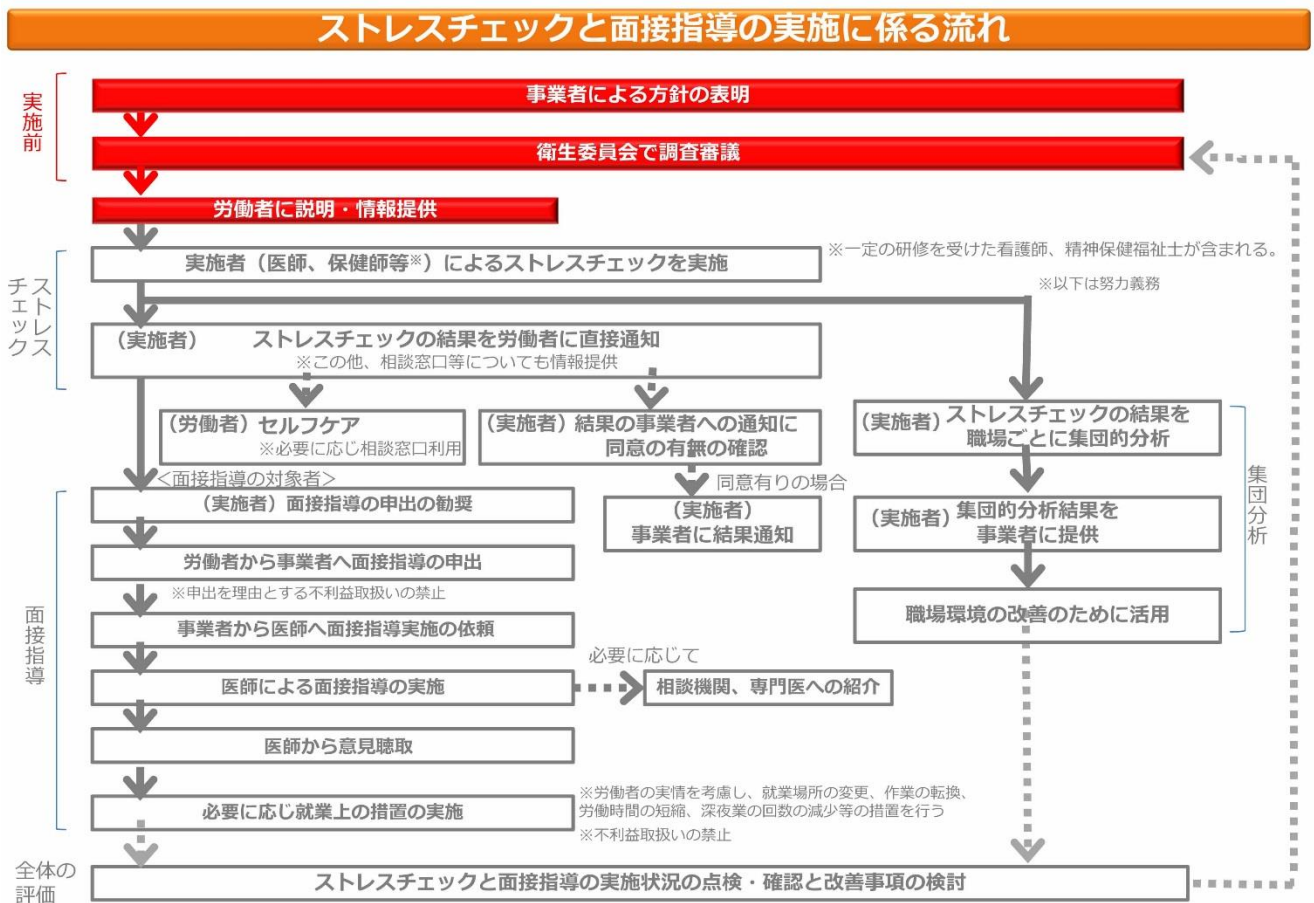 ストレスチェックと面接指導の実施に係る流れ
実施前
事業者による方針の表明
衛生委員会で調査審議
労働者に説明・情報提供
ストレスチェック
実施者（医師、保健師等※）によるストレスチェックを実施
※一定の研修を受けた看護師、精神保健福祉士が含まれる。
※以下は努力義務
（実施者） ストレスチェックの結果を労働者に直接通知
※この他、相談窓口等についても情報提供
（労働者） セルフケア
※必要に応じ相談窓口利用
（実施者） 結果の事業者への通知に
同意の有無の確認
同意有りの場合
（実施者）
事業者に結果通知
集団分析
（実施者） ストレスチェックの結果を
職場ごとに集団的分析
（実施者） 集団的分析結果を
事業者に提供
職場環境の改善のために活用
面接指導
＜面接指導の対象者＞
（実施者）面接指導の申出の勧奨
労働者から事業者へ面接指導の申出
※申出を理由とする不利益取扱いの禁止
事業者から医師へ面接指導実施の依頼
医師による面接指導の実施
必要に応じて
相談機関、専門医への紹介
医師から意見聴取
必要に応じ就業上の措置の実施
※労働者の実情を考慮し、就業場所の変更、作業の転換、
労働時間の短縮、深夜業の回数の減少等の措置を行う
※不利益取扱いの禁止
全体の
評価
ストレスチェックと面接指導の実施状況の点検・確認と改善事項の検討